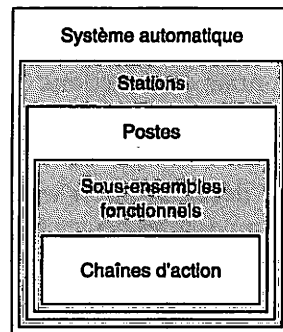 Système automatique
Stations
Postes
Sous-ensembles
fonctionnels
Chaînes d'action